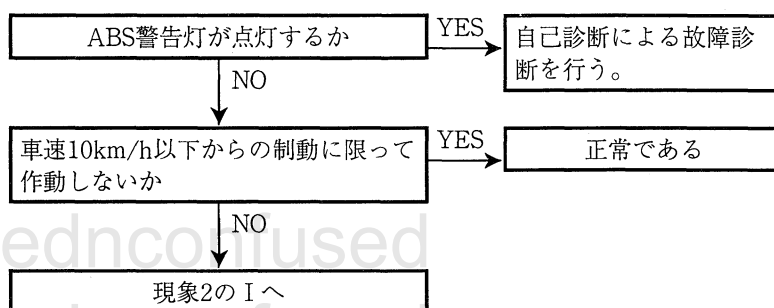 ABS警告灯が点灯するか
YES
自己診断による故障診
断を行う。
NO
車速10km/h以下からの制動に限って
作動しないか
YES
正常である
NO
現象2のⅠへ
ednconfused